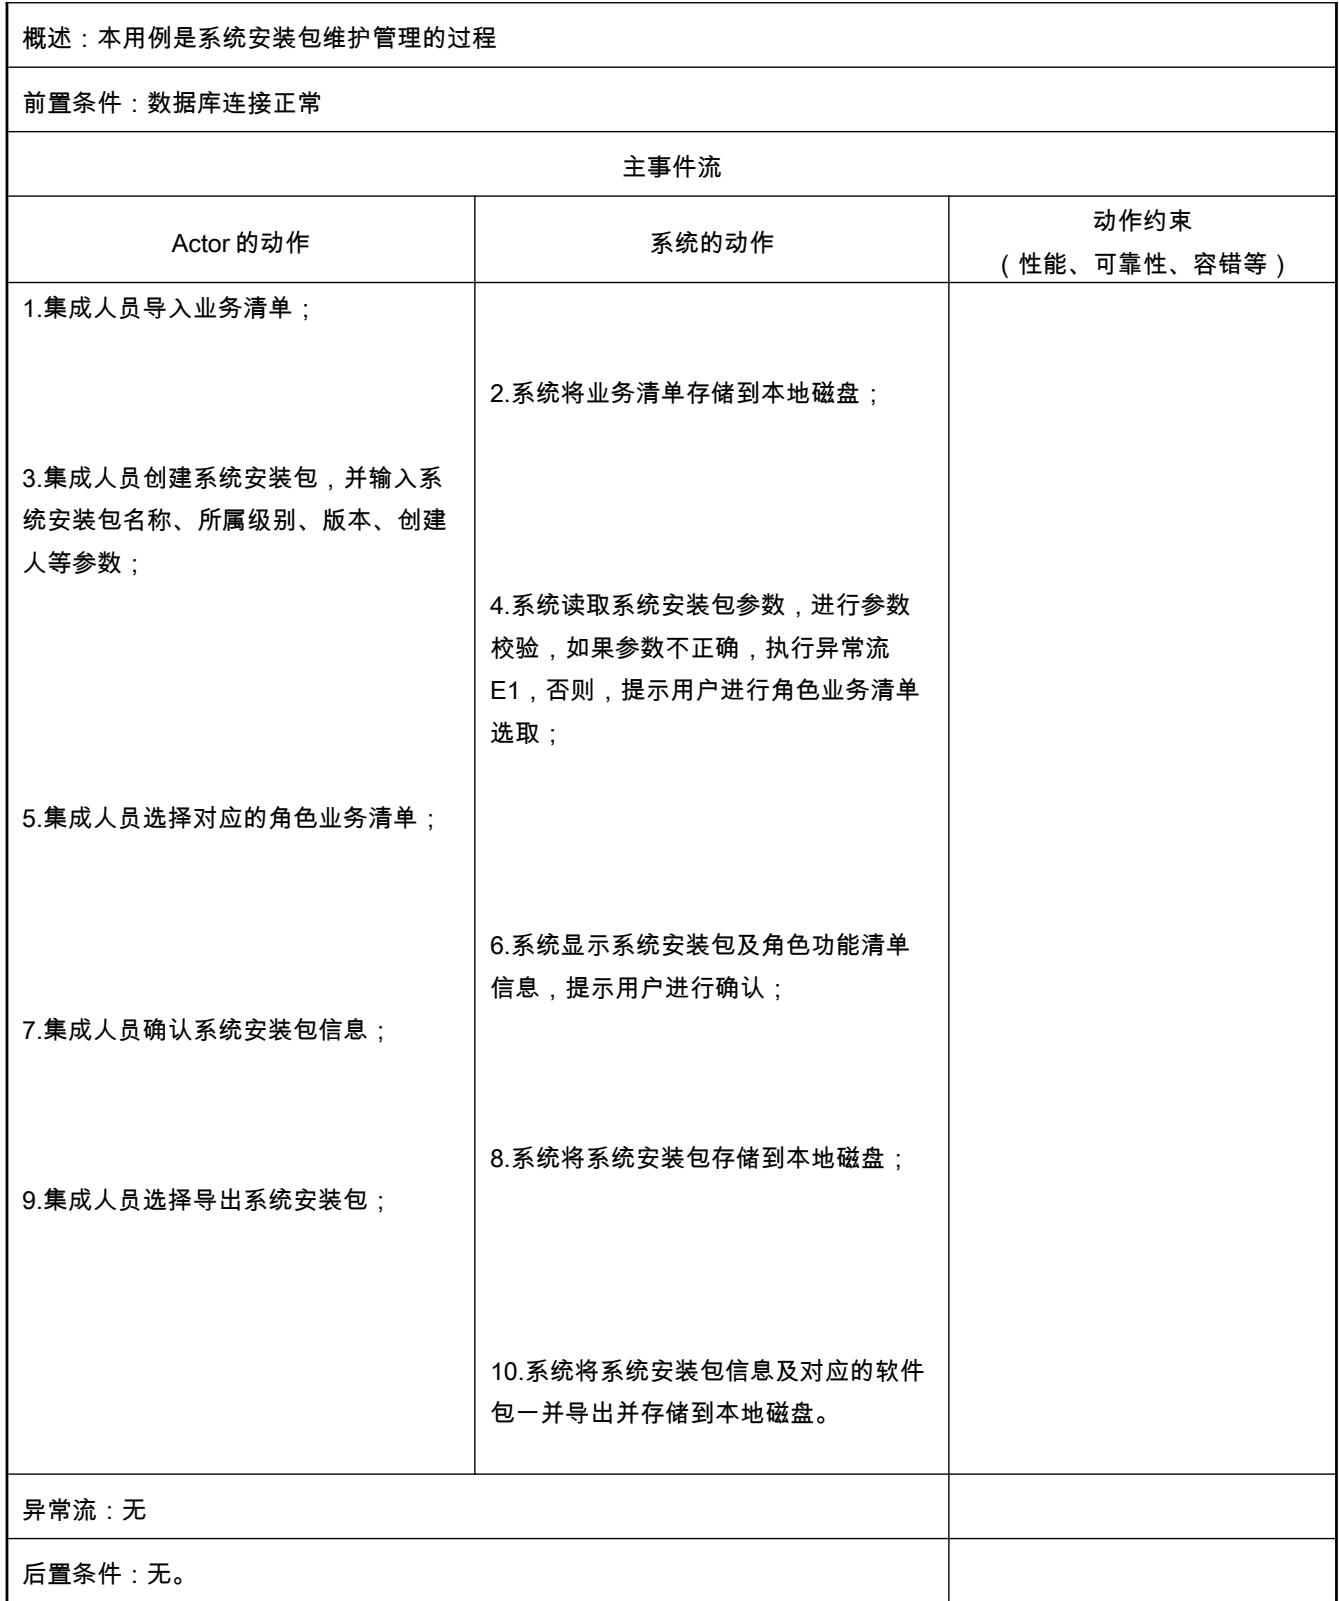 概述：本用例是系统安装包维护管理的过程
前置条件：数据库连接正常
主事件流
Actor 的动作
系统的动作
动作约束
（性能、可靠性、容错等）
1.集成人员导入业务清单；
2.系统将业务清单存储到本地磁盘；
3.集成人员创建系统安装包，并输入系
统安装包名称、所属级别、版本、创建
人等参数；
4.系统读取系统安装包参数，进行参数
校验，如果参数不正确，执行异常流
E1，否则，提示用户进行角色业务清单
选取；
5.集成人员选择对应的角色业务清单；
6.系统显示系统安装包及角色功能清单
信息，提示用户进行确认；
7.集成人员确认系统安装包信息；
8.系统将系统安装包存储到本地磁盘；
9.集成人员选择导出系统安装包；
10.系统将系统安装包信息及对应的软件
包一并导出并存储到本地磁盘。
异常流：无
后置条件：无。